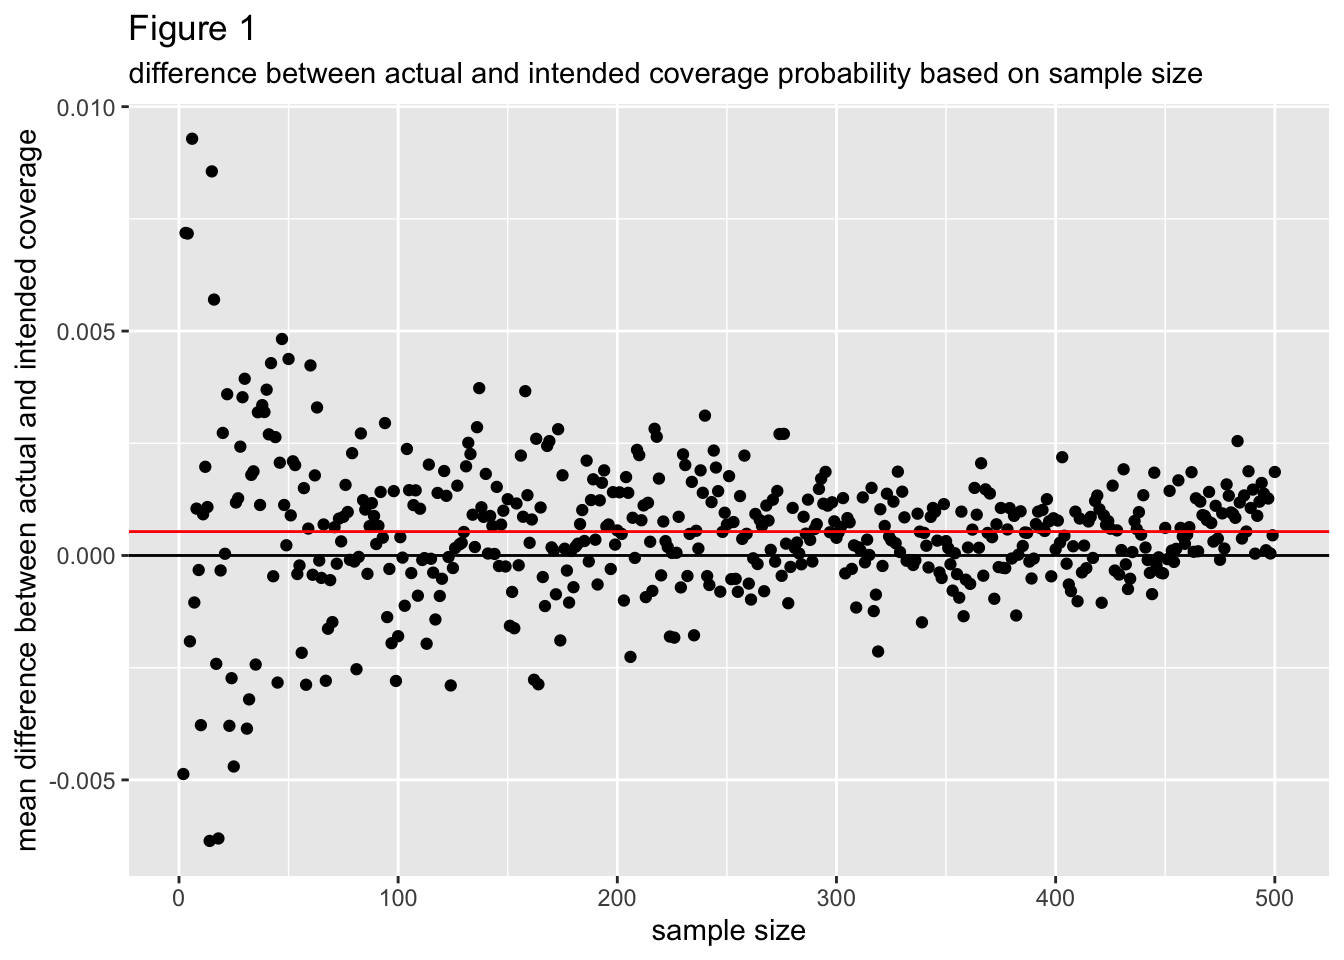 Figure 1
difference between actual and intended coverage probability based on sample size
mean difference between actual and intended coverage
0.010
0.005
0.000
-0.005
0
100
200
300
400
500
sample size